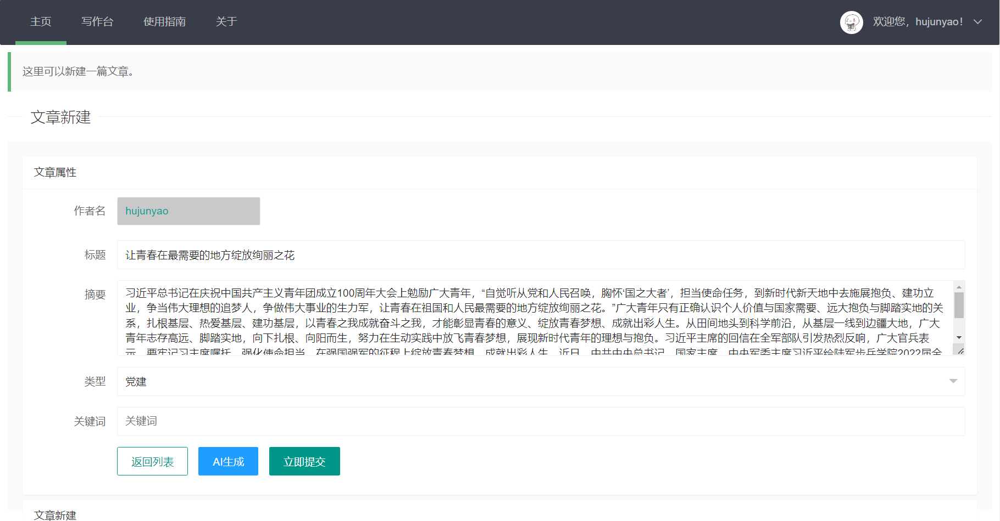 主页 写作台 使用指南 关于 欢迎您，hujunyao！
这里可以新建一篇文章。
文章新建
文章属性
作者名 hujunyao
标题 让青春在最需要的地方绽放绚丽之花
摘要 习近平总书记在庆祝中国共产主义青年团成立100周年大会上勉励广大青年，“自觉听从党和人民召唤，胸怀‘国之大者’，担当使命任务，到新时代新天地中去施展抱负、建功立
业，争当伟大理想的追梦人，争做伟大事业的生力军，让青春在祖国和人民最需要的地方绽放绚丽之花。”广大青年只有正确认识个人价值与国家需要、远大抱负与脚踏实地的关
系，扎根基层、热爱基层、建功基层，以青春之我成就奋斗之我，才能彰显青春的意义、绽放青春梦想、成就出彩人生。从田间地头到科学前沿，从基层一线到边疆大地，广大
青年志存高远、脚踏实地，向下扎根、向阳而生，努力在生动实践中放飞青春梦想，展现新时代青年的理想与抱负。习近平主席的回信在全军部队引发热烈反响，广大官兵表
示，要牢记习主席嘱托，强化使命担当，在强国强军的征程上绽放青春梦想、成就出彩人生。近日，中共中央总书记、国家主席、中央军委主席习近平给陆军步兵学院2022届全
类型 党建
关键词 关键词
返回列表 AI生成 立即提交
文章新建